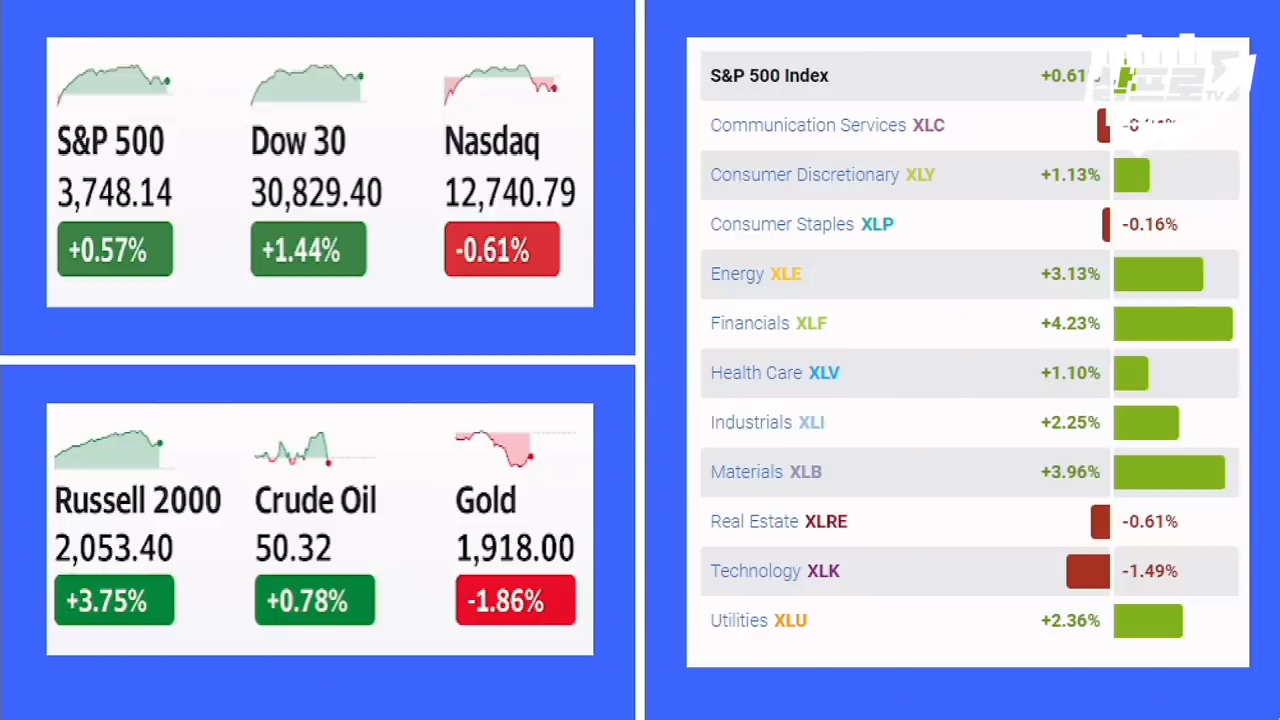 S&P 500 Dow 30 Nasdaq
3,748.14 30,829.40 12,740.79
+0.57% +1.44% -0.61%
Russell 2000 Crude Oil Gold
2,053.40 50.32 1,918.00
+3.75% +0.78% -1.86%
S&P 500 Index
Communication Services XLC
Consumer Discretionary XLY +1.13%
Consumer Staples XLP -0.16%
Energy XLE +3.13%
Financials XLF +4.23%
Health Care XLV +1.10%
Industrials XLI +2.25%
Materials XLB +3.96%
Real Estate XLRE -0.61%
Technology XLK -1.49%
Utilities XLU +2.36%
TV